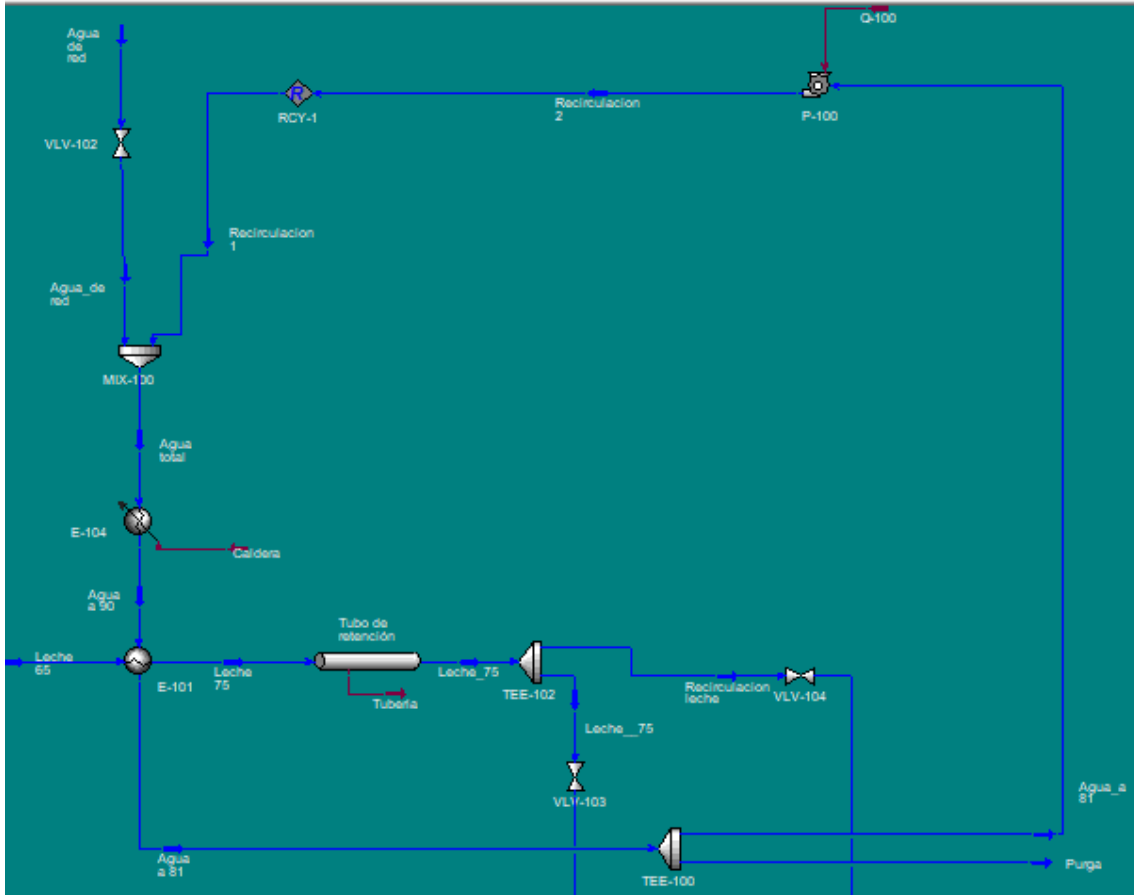 Agua
de
red
Q-100
RCY-1
Recirculacion
2
P-100
VLV-102
Recirculacion
1
Agua_de
red
MIX-100
Agua
total
E-104
Caldera
Agua
a 90
Tubo de
retención
Leche
65
E-101
Leche
75
Leche_75
Tubería
TEE-102
Recirculacion
leche
VLV-104
Leche__75
VLV-103
Agua_a
81
Agua
a 81
TEE-100
Purga